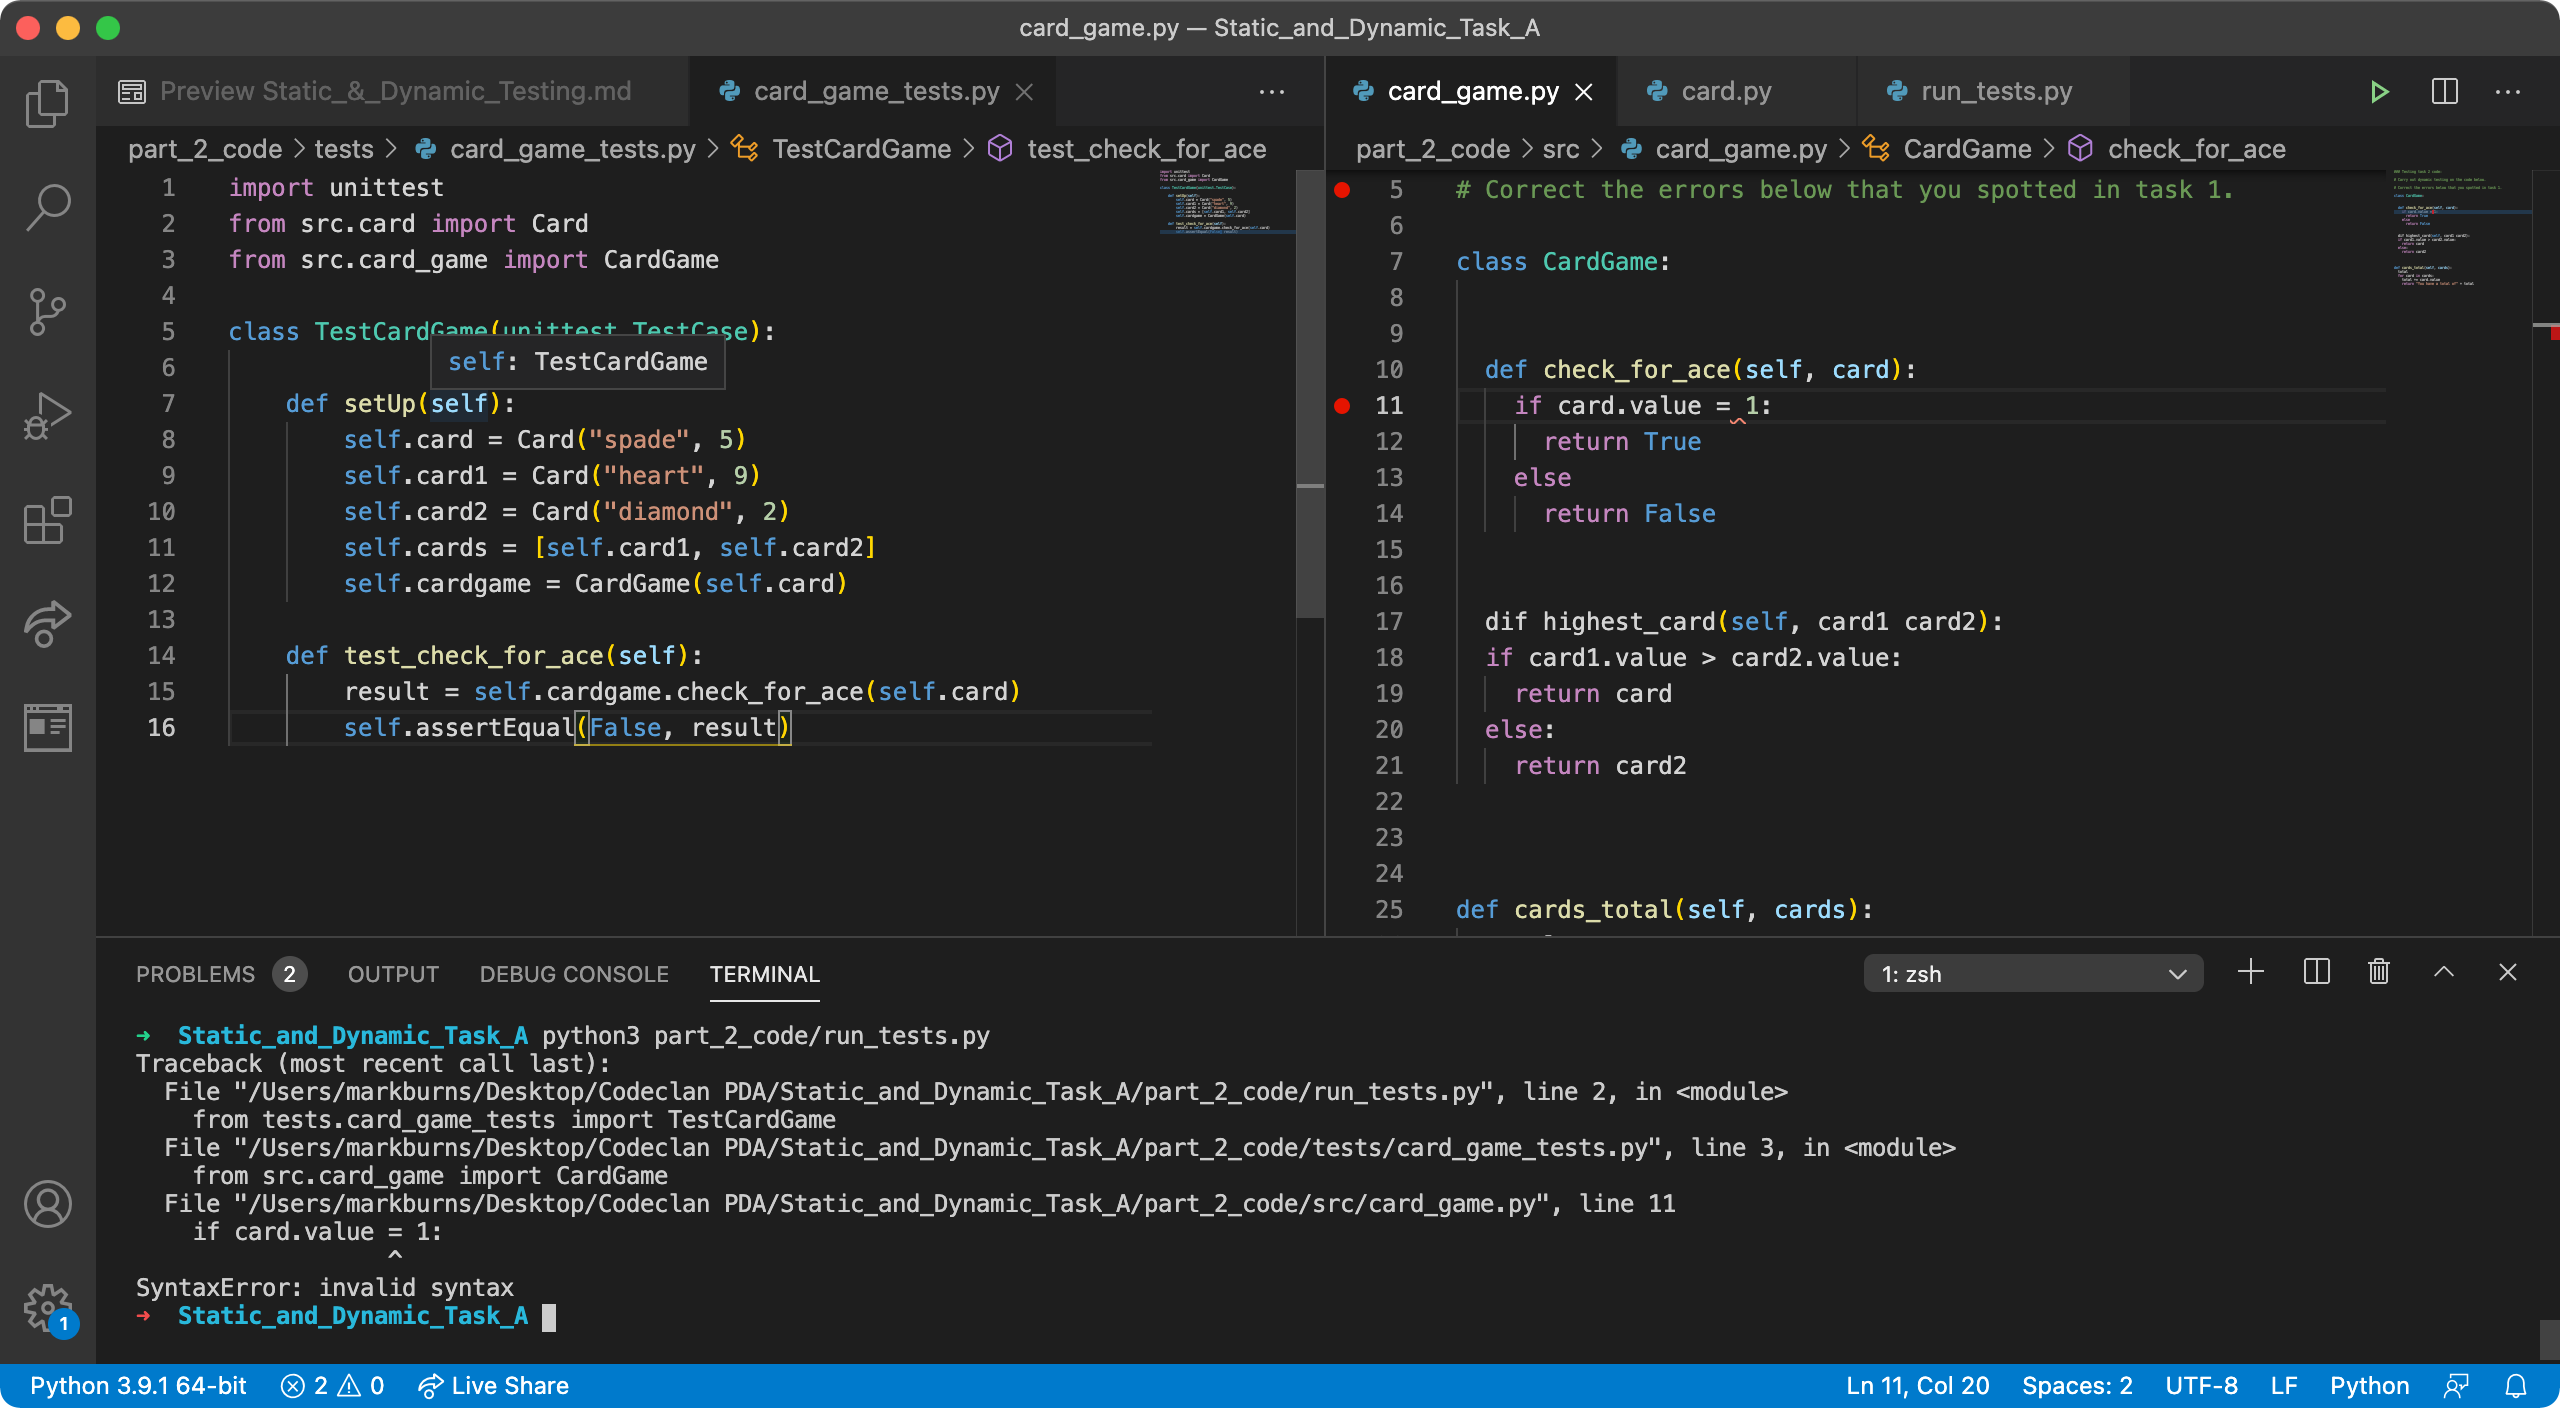 card_game.py — Static_and_Dynamic_Task_A
Preview Static_&_Dynamic_Testing.md
card_game_tests.py
part_2_code > tests > card_game_tests.py > TestCardGame > test_check_for_ace
1 import unittest
2 from src.card import Card
3 from src.card_game import CardGame
4
5 class TestCardGame(unittest.TestCase):
self: TestCardGame
6
7 def setUp(self):
8 self.card = Card("spade", 5)
9 self.card1 = Card("heart", 9)
10 self.card2 = Card("diamond", 2)
11 self.cards = [self.card1, self.card2]
12 self.cardgame = CardGame(self.card)
13
14 def test_check_for_ace(self):
15 result = self.cardgame.check_for_ace(self.card)
16 self.assertEqual(False, result)
card_game.py
card.py
run_tests.py
part_2_code > src > card_game.py > CardGame > check_for_ace
5 # Correct the errors below that you spotted in task 1.
6
7 class CardGame:
8
9
10 def check_for_ace(self, card):
11 if card.value = 1:
12 return True
13 else
14 return False
15
16
17 dif highest_card(self, card1 card2):
18 if card1.value > card2.value:
19 return card
20 else:
21 return card2
22
23
24
25 def cards_total(self, cards):
PROBLEMS 2 OUTPUT DEBUG CONSOLE TERMINAL
1: zsh
➜ Static_and_Dynamic_Task_A python3 part_2_code/run_tests.py
Traceback (most recent call last):
File "/Users/markburns/Desktop/Codeclan PDA/Static_and_Dynamic_Task_A/part_2_code/run_tests.py", line 2, in <module>
from tests.card_game_tests import TestCardGame
File "/Users/markburns/Desktop/Codeclan PDA/Static_and_Dynamic_Task_A/part_2_code/tests/card_game_tests.py", line 3, in <module>
from src.card_game import CardGame
File "/Users/markburns/Desktop/Codeclan PDA/Static_and_Dynamic_Task_A/part_2_code/src/card_game.py", line 11
if card.value = 1:
^
SyntaxError: invalid syntax
➜ Static_and_Dynamic_Task_A
1
Python 3.9.1 64-bit 2 0 Live Share
Ln 11, Col 20 Spaces: 2 UTF-8 LF Python